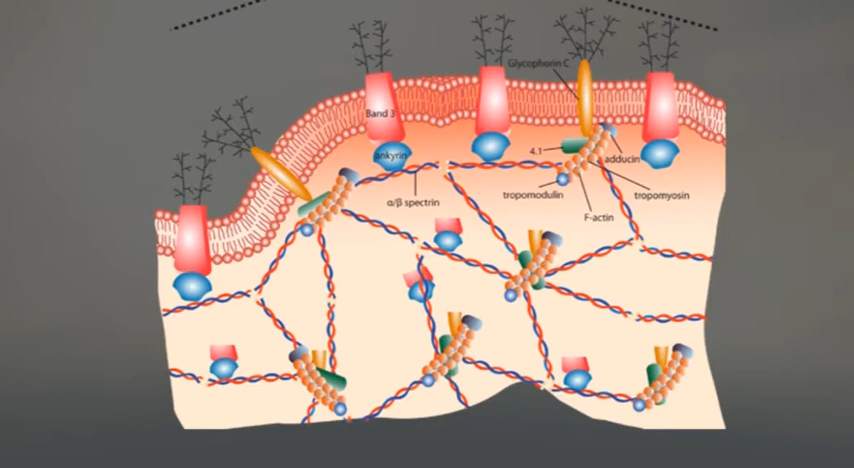 Glycophorin C
Band 3
ankyrin
4.1
adducin
α/β spectrin
tropomodulin
tropomyosin
F-actin